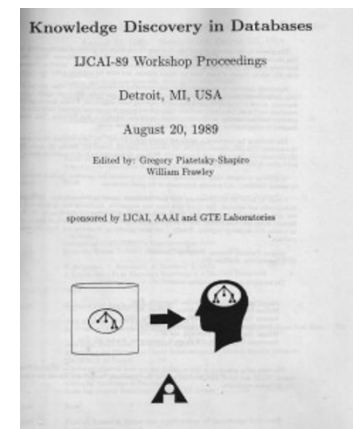 Knowledge Discovery in Databases
IJCAI-89 Workshop Proceedings
Detroit, MI, USA
August 20, 1989
Edited by: Gregory Piatetsky-Shapiro
William Frawley
sponsored by IJCAI, AAAI and GTE Laboratories